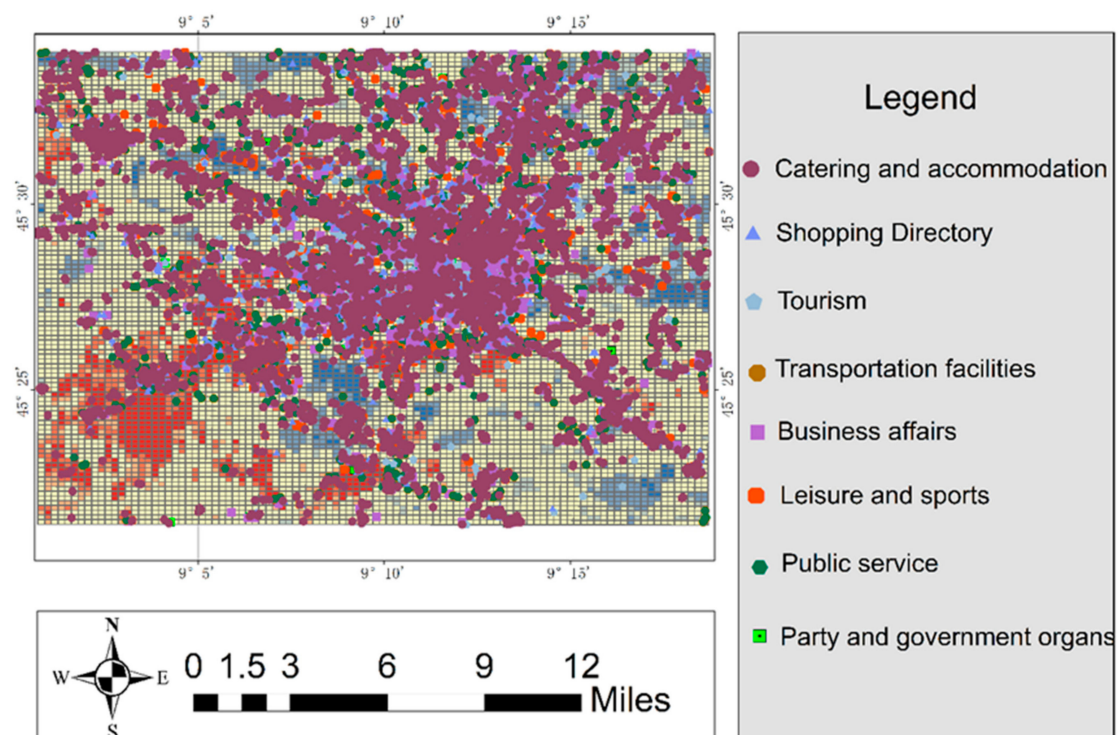 9° 5′ 9° 10′ 9° 15′
45° 30′ 45° 30′
45° 25′ 45° 25′
9° 5′ 9° 10′ 9° 15′
Legend
Catering and accommodation
Shopping Directory
Tourism
Transportation facilities
Business affairs
Leisure and sports
Public service
Party and government organs
N
W E
S
0 1.5 3 6 9 12
Miles